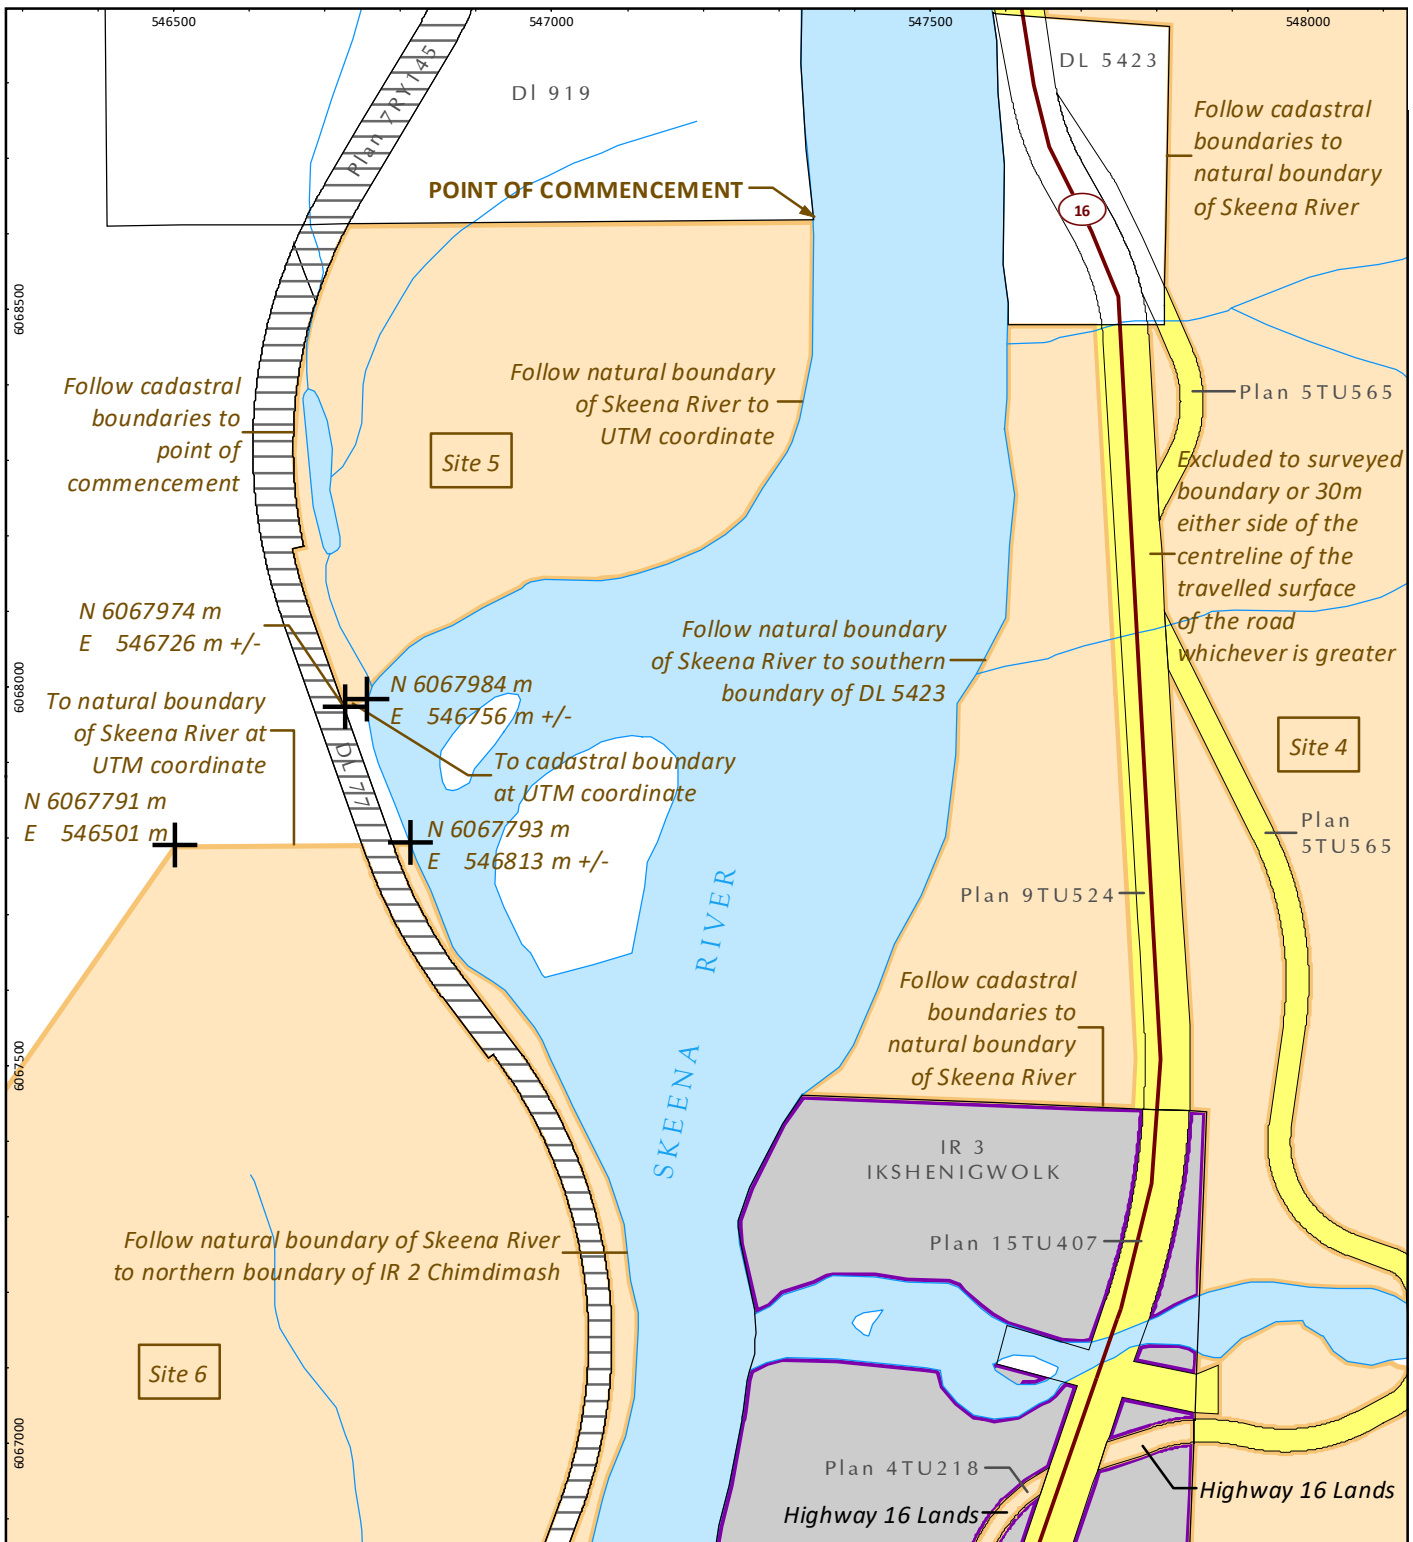 546500
547000
547500
548000
Plan 7RY145
Dl 919
DL 5423
Follow cadastral
boundaries to
natural boundary
of Skeena River
POINT OF COMMENCEMENT
16
6068500
Follow cadastral
boundaries to
point of
commencement
Follow natural boundary
of Skeena River to
UTM coordinate
Site 5
Plan 5TU565
Excluded to surveyed
boundary or 30m
either side of the
centreline of the
travelled surface
of the road
whichever is greater
N 6067974 m
E 546726 m +/-
Follow natural boundary
of Skeena River to southern
boundary of DL 5423
6068000
N 6067984 m
E 546756 m +/-
To natural boundary
of Skeena River at
UTM coordinate
DL 77
To cadastral boundary
at UTM coordinate
Site 4
N 6067791 m
E 546501 m
N 6067793 m
E 546813 m +/-
Plan
5TU565
Plan 9TU524
SKEENA RIVER
Follow cadastral
boundaries to
natural boundary
of Skeena River
6067500
IR 3
IKSHENIGWOLK
Plan 15TU407
Follow natural boundary of Skeena River
to northern boundary of IR 2 Chimdimash
Site 6
6067000
Plan 4TU218
Highway 16 Lands
Highway 16 Lands